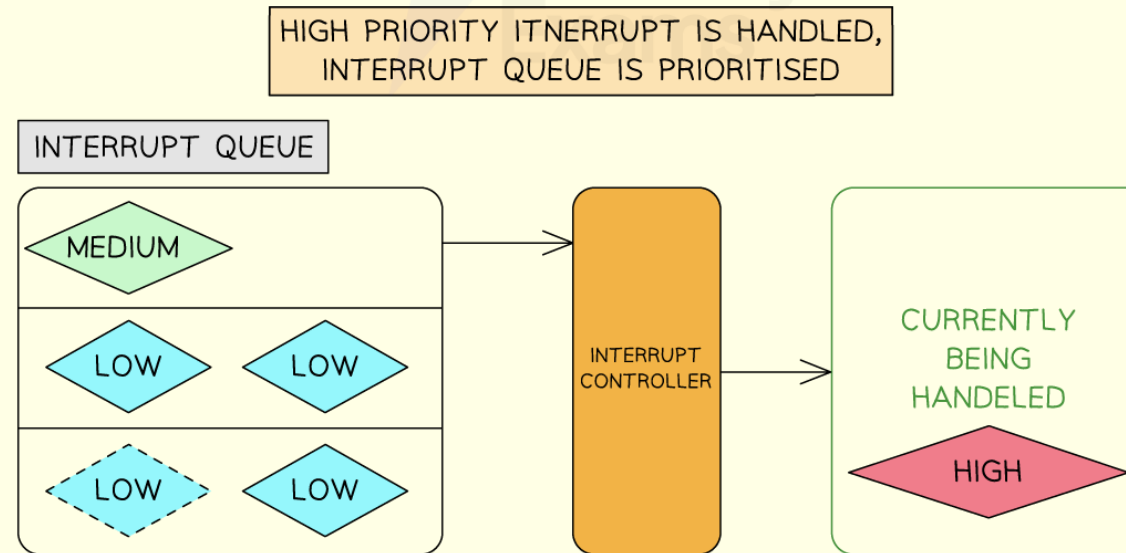 Exams
HIGH PRIORITY ITNERRUPT IS HANDLED,
INTERRUPT QUEUE IS PRIORITISED
INTERRUPT QUEUE
MEDIUM
LOW LOW
LOW LOW
INTERRUPT
CONTROLLER
CURRENTLY
BEING
HANDELED
HIGH